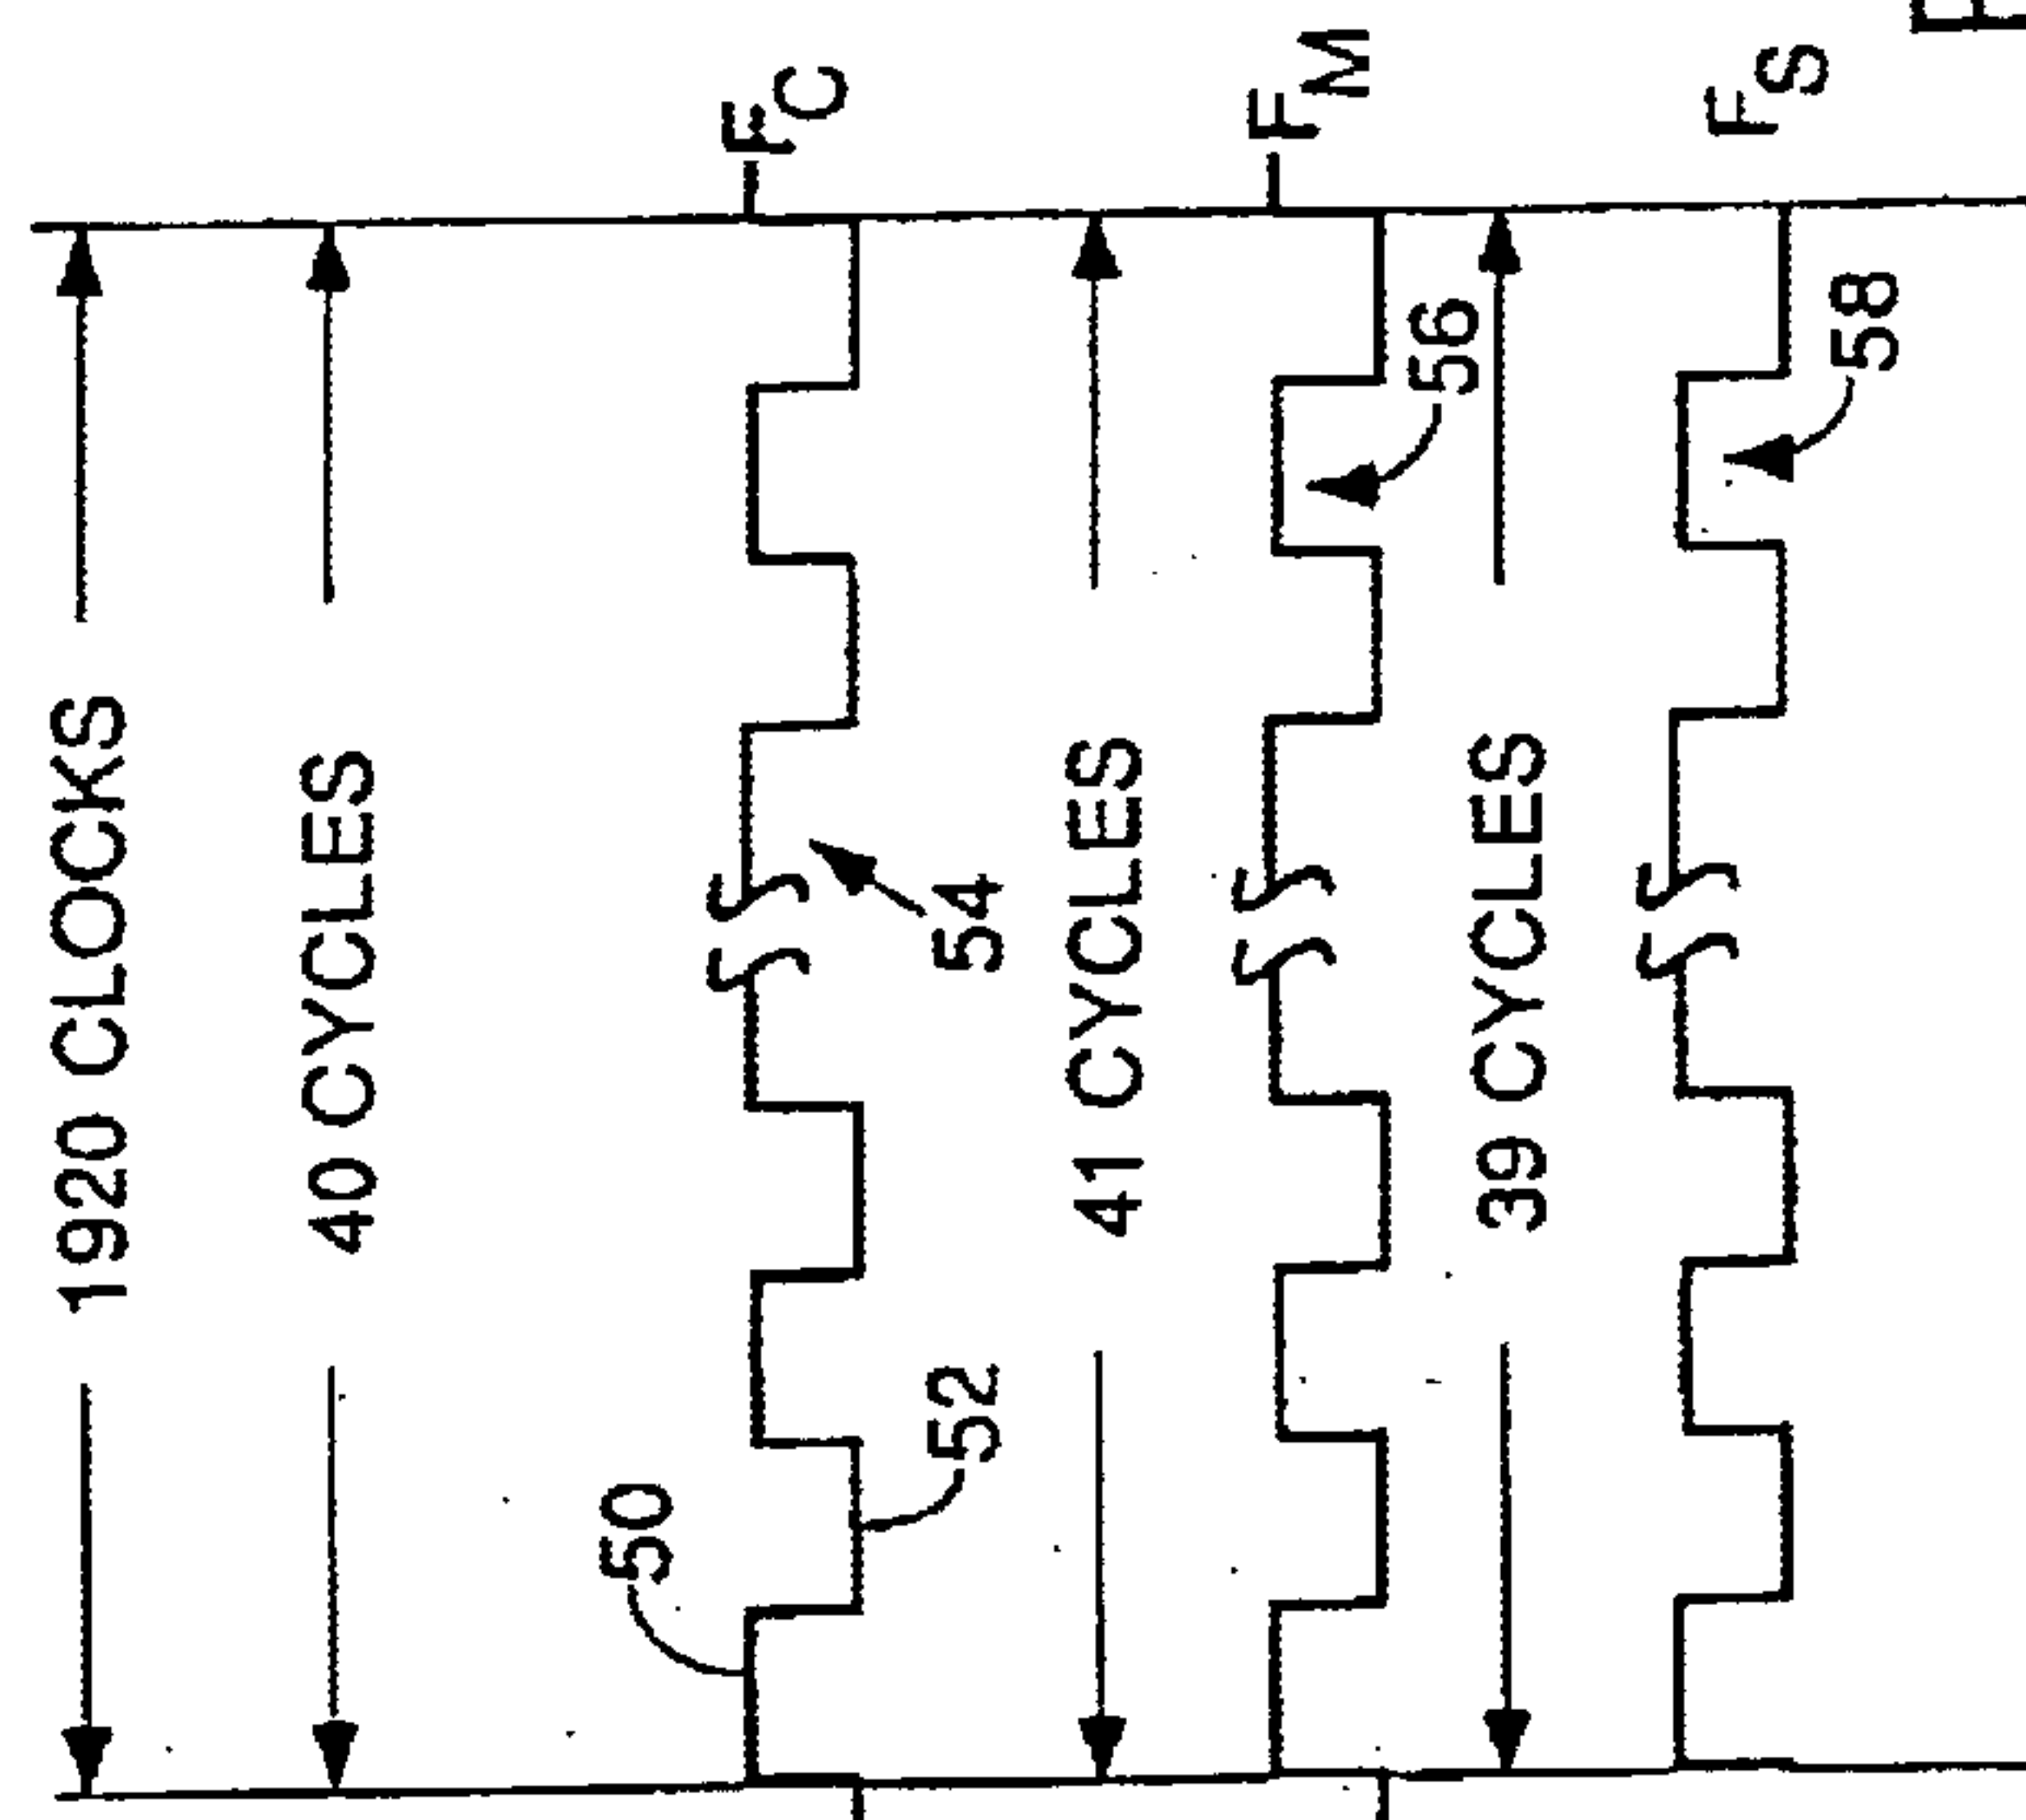 1920 CLOCKS
40 CYCLES
50
52
54
F_C
41 CYCLES
56
F_M
39 CYCLES
58
F_S